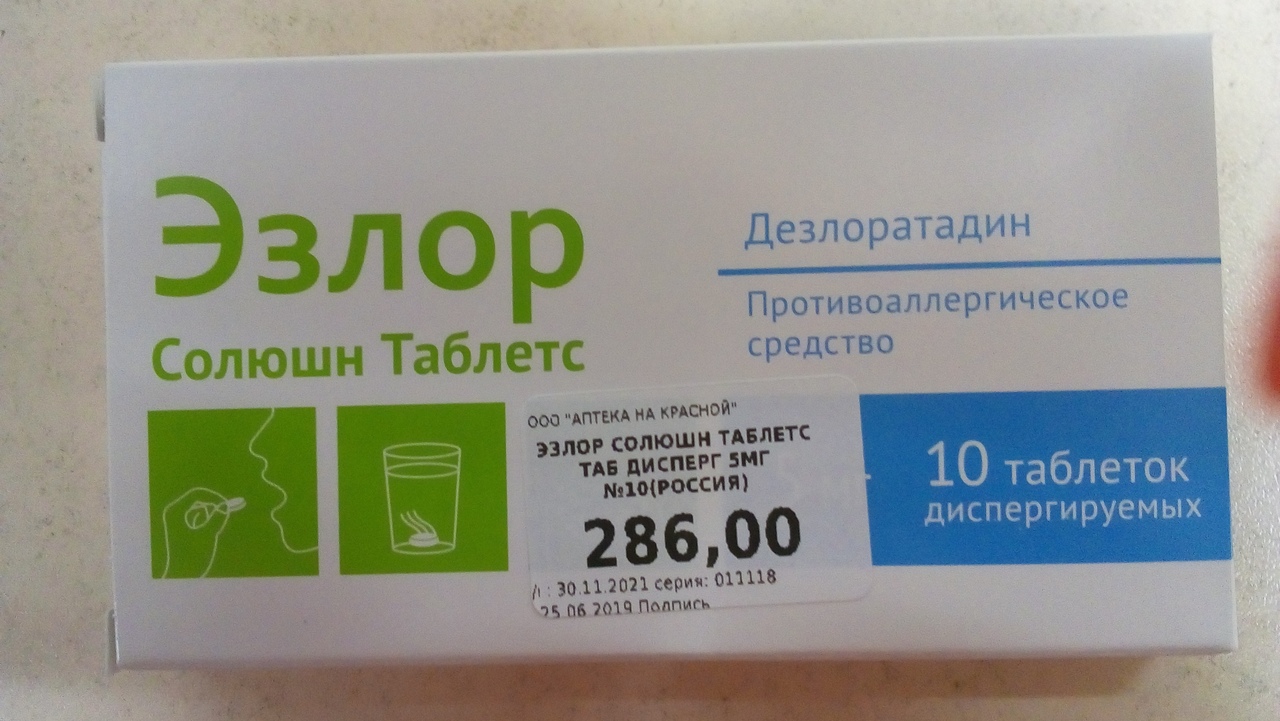 Эзлор
Солюшн Таблетс
Дезлоратадин
Противоаллергическое
средство
ООО "АПТЕКА НА КРАСНОЙ"
ЭЗЛОР СОЛЮШН ТАБЛЕТС
ТАБ ДИСПЕРГ 5МГ
№10(РОССИЯ)
286,00
: 30.11.2021 серия: 011118
25.06.2019 Подпись
10 таблеток
диспергируемых